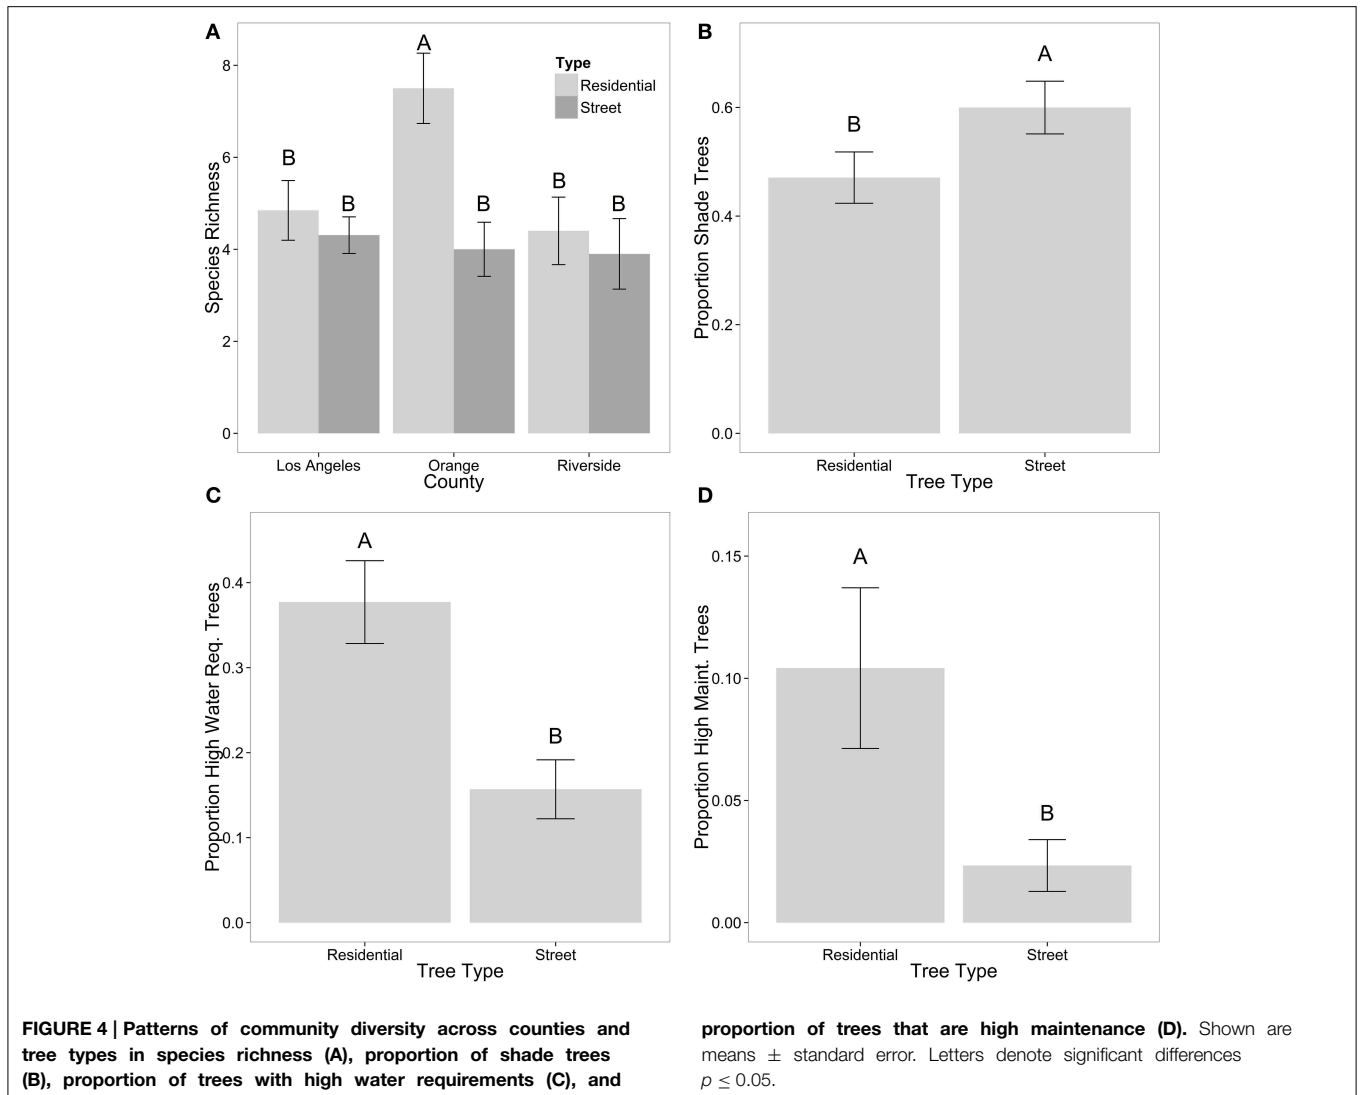 A
A
8
Type
Residential
Street
B
B
B
B
B
6
4
2
0
Species Richness
Los Angeles
Orange
Riverside
County
B
A
B
0.6
0.4
0.2
0.0
Proportion Shade Trees
Residential
Street
Tree Type
C
A
B
0.4
0.3
0.2
0.1
0.0
Proportion High Water Req. Trees
Residential
Street
Tree Type
D
A
B
0.15
0.10
0.05
0.00
Proportion High Maint. Trees
Residential
Street
Tree Type
FIGURE 4 | Patterns of community diversity across counties and
tree types in species richness (A), proportion of shade trees
(B), proportion of trees with high water requirements (C), and
proportion of trees that are high maintenance (D). Shown are
means ± standard error. Letters denote significant differences
p ≤ 0.05.